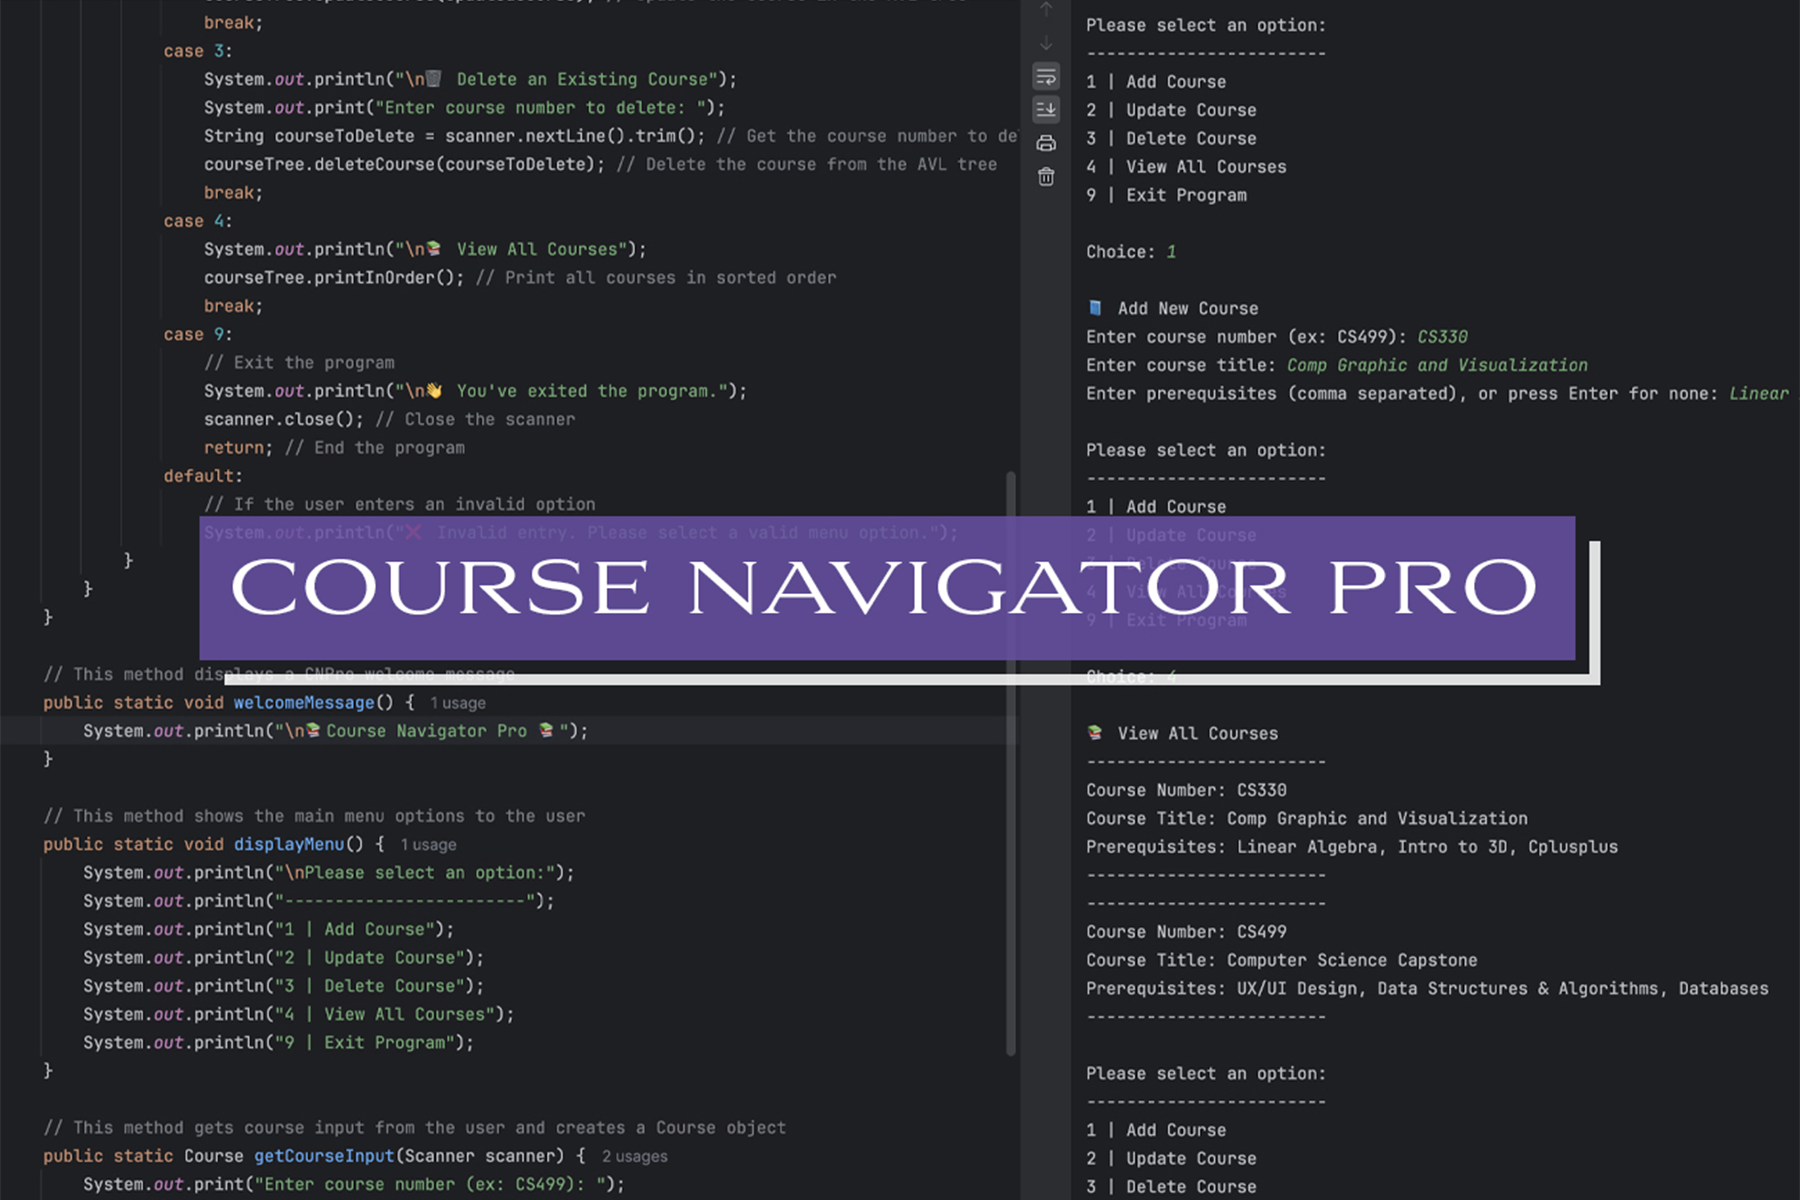 break;
case 3:
System.out.println("\n🗑 Delete an Existing Course");
System.out.print("Enter course number to delete: ");
String courseToDelete = scanner.nextLine().trim(); // Get the course number to de
courseTree.deleteCourse(courseToDelete); // Delete the course from the AVL tree
break;
case 4:
System.out.println("\n📚 View All Courses");
courseTree.printInOrder(); // Print all courses in sorted order
break;
case 9:
// Exit the program
System.out.println("\n👋 You've exited the program.");
scanner.close(); // Close the scanner
return; // End the program
default:
// If the user enters an invalid option
System.out.println("❌ Invalid entry. Please select a valid menu option.");
}
}
}
// This method displays a CNPro welcome message
public static void welcomeMessage() { 1 usage
System.out.println("\n📚Course Navigator Pro 📚");
}
// This method shows the main menu options to the user
public static void displayMenu() { 1 usage
System.out.println("\nPlease select an option:");
System.out.println("------------------------");
System.out.println("1 | Add Course");
System.out.println("2 | Update Course");
System.out.println("3 | Delete Course");
System.out.println("4 | View All Courses");
System.out.println("9 | Exit Program");
}
// This method gets course input from the user and creates a Course object
public static Course getCourseInput(Scanner scanner) { 2 usages
System.out.print("Enter course number (ex: CS499): ");
COURSE NAVIGATOR PRO
Please select an option:
------------------------
1 | Add Course
2 | Update Course
3 | Delete Course
4 | View All Courses
9 | Exit Program
Choice: 1
📘 Add New Course
Enter course number (ex: CS499): CS330
Enter course title: Comp Graphic and Visualization
Enter prerequisites (comma separated), or press Enter for none: Linear
Please select an option:
------------------------
1 | Add Course
2 | Update Course
3 | Delete Course
4 | View All Courses
9 | Exit Program
Choice: 4
📚 View All Courses
------------------------
Course Number: CS330
Course Title: Comp Graphic and Visualization
Prerequisites: Linear Algebra, Intro to 3D, Cplusplus
------------------------
------------------------
Course Number: CS499
Course Title: Computer Science Capstone
Prerequisites: UX/UI Design, Data Structures & Algorithms, Databases
------------------------
Please select an option:
------------------------
1 | Add Course
2 | Update Course
3 | Delete Course